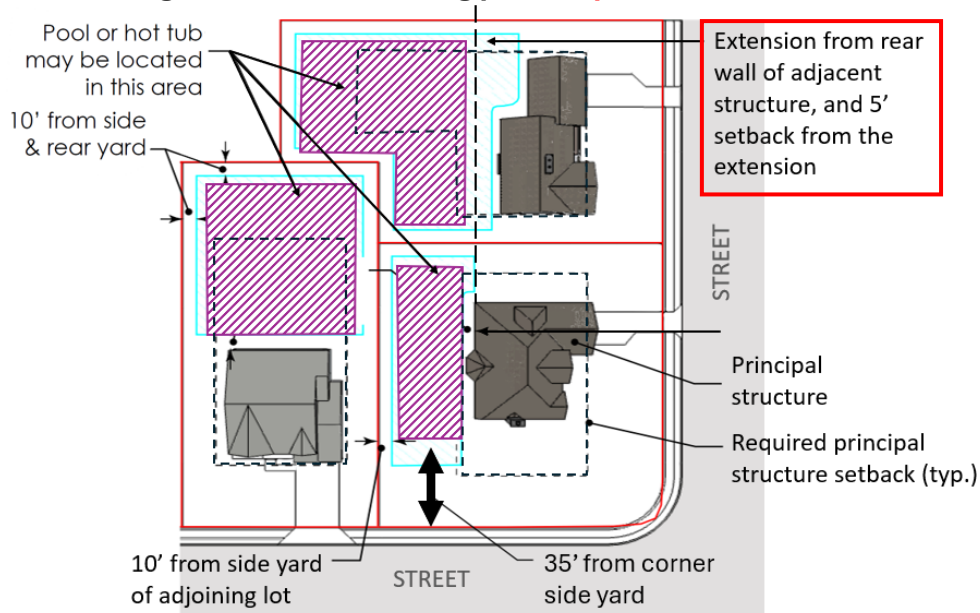 Pool or hot tub
may be located
in this area
10’ from side
& rear yard
Extension from rear
wall of adjacent
structure, and 5’
setback from the
extension
STREET
Principal
structure
Required principal
structure setback (typ.)
10’ from side yard
of adjoining lot
STREET
35’ from corner
side yard